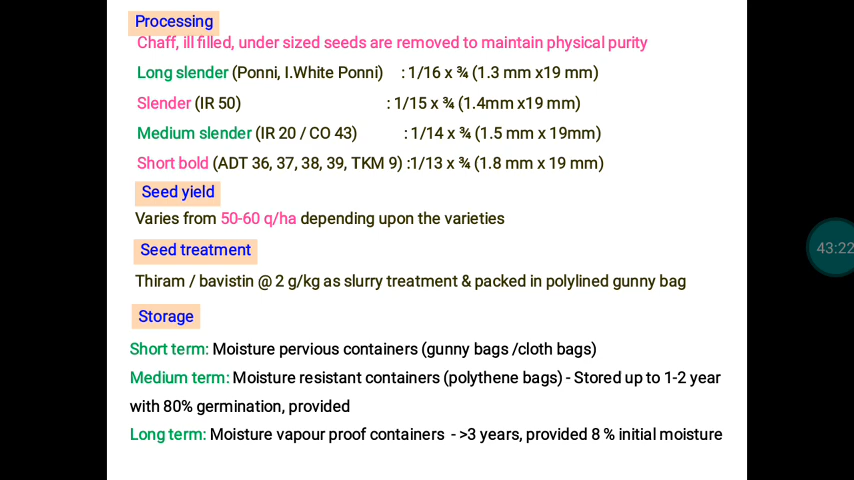 Processing
Chaff, ill filled, under sized seeds are removed to maintain physical purity
Long slender (Ponni, I.White Ponni) : 1/16 x ¾ (1.3 mm x19 mm)
Slender (IR 50) : 1/15 x ¾ (1.4mm x19 mm)
Medium slender (IR 20 / CO 43) : 1/14 x ¾ (1.5 mm x 19mm)
Short bold (ADT 36, 37, 38, 39, TKM 9) :1/13 x ¾ (1.8 mm x 19 mm)
Seed yield
Varies from 50-60 q/ha depending upon the varieties
Seed treatment
Thiram / bavistin @ 2 g/kg as slurry treatment & packed in polylined gunny bag
Storage
Short term: Moisture pervious containers (gunny bags /cloth bags)
Medium term: Moisture resistant containers (polythene bags) - Stored up to 1-2 year
with 80% germination, provided
Long term: Moisture vapour proof containers - >3 years, provided 8 % initial moisture
43:22